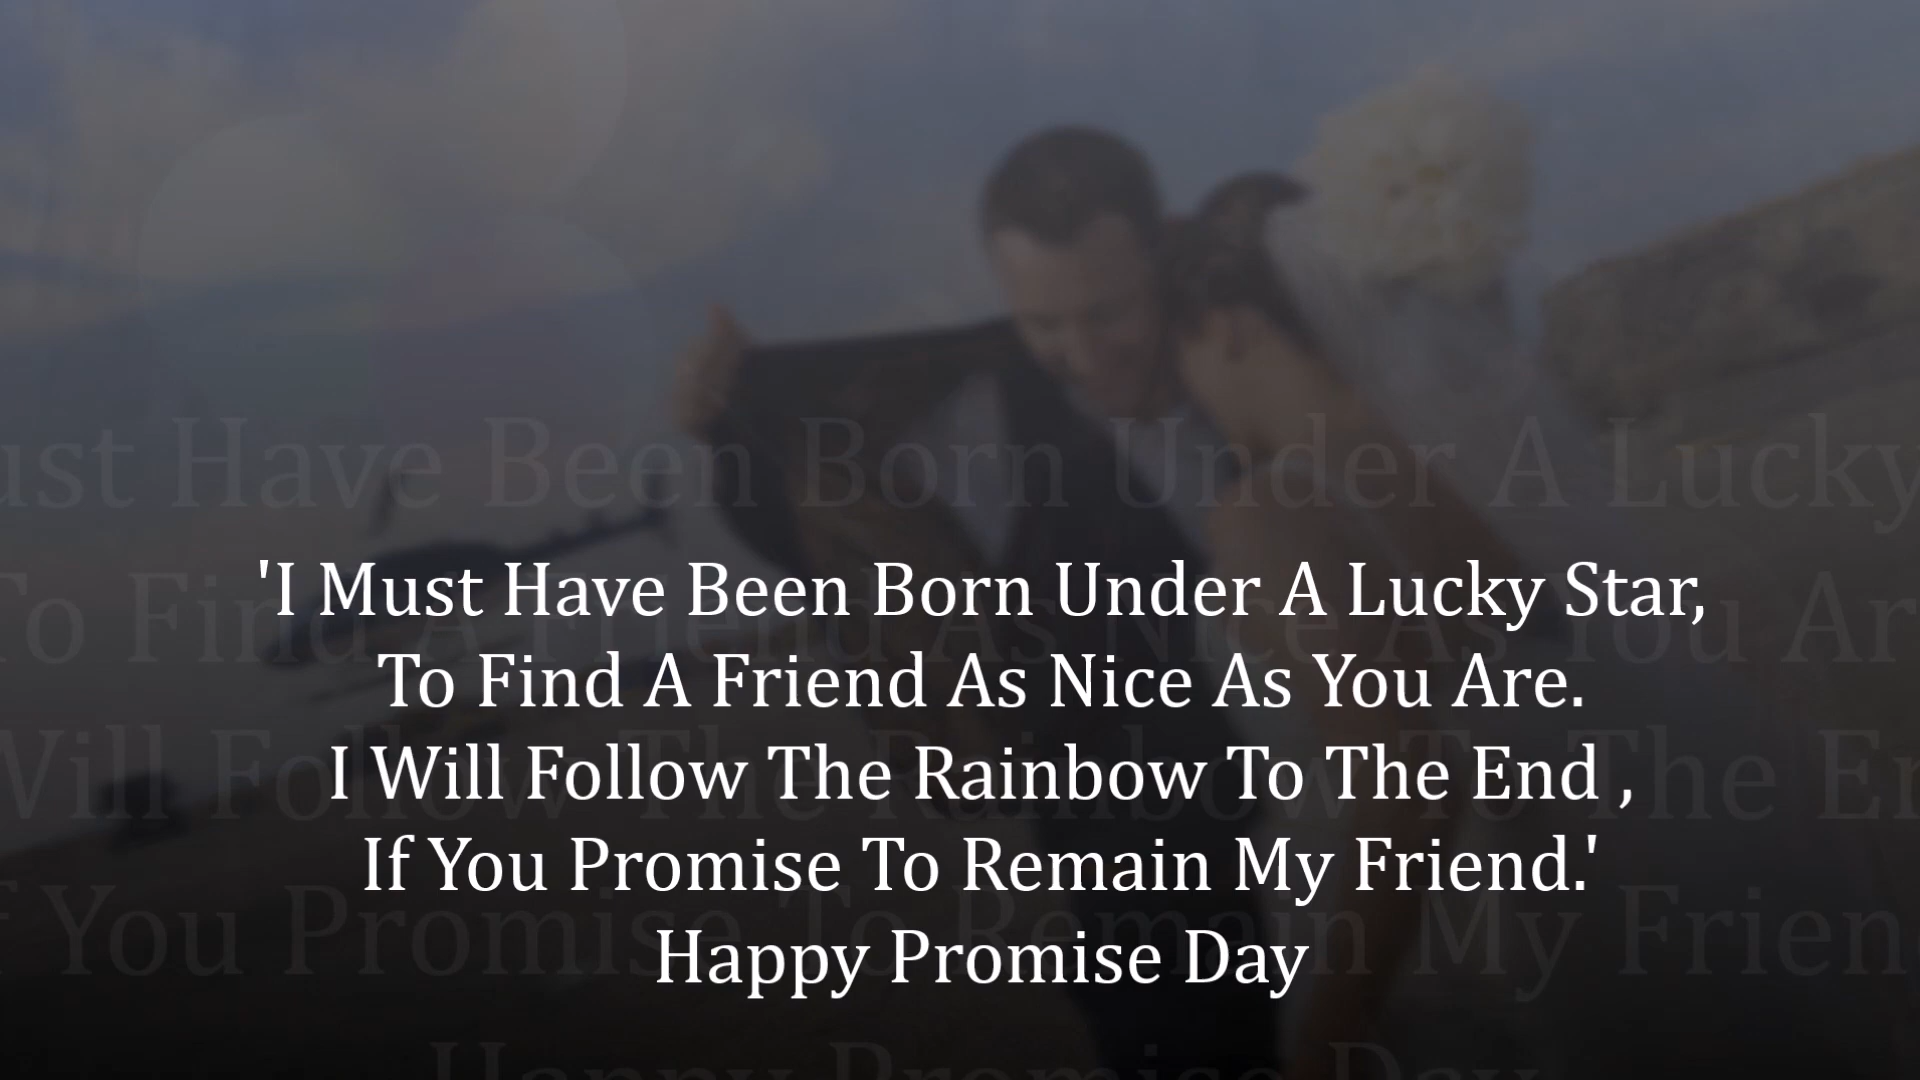 'I Must Have Been Born Under A Lucky Star,
To Find A Friend As Nice As You Are.
I Will Follow The Rainbow To The End ,
If You Promise To Remain My Friend.'
Happy Promise Day